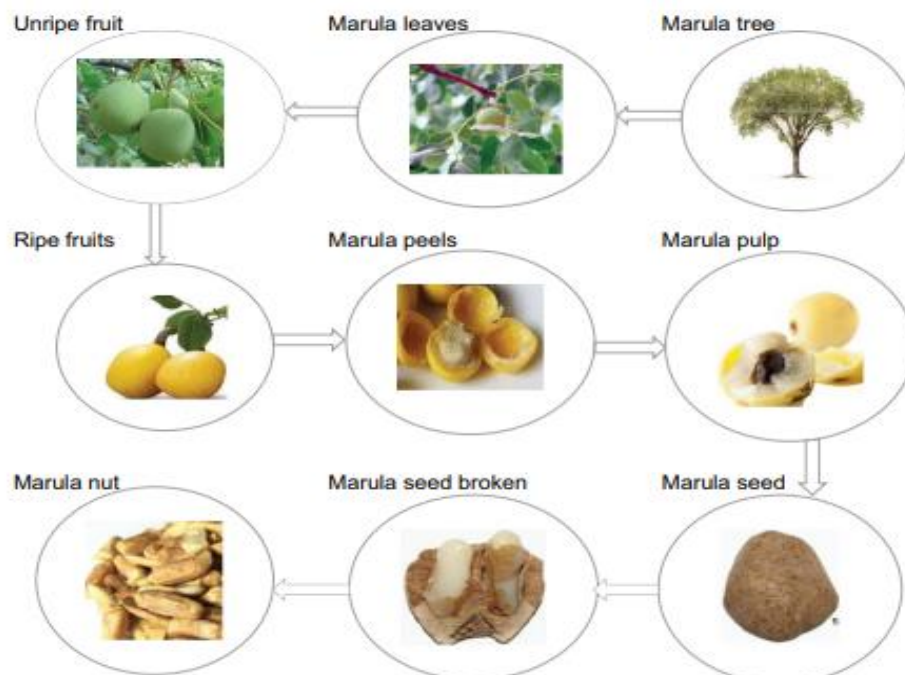 Unripe fruit
Marula leaves
Marula tree
Ripe fruits
Marula peels
Marula pulp
Marula nut
Marula seed broken
Marula seed